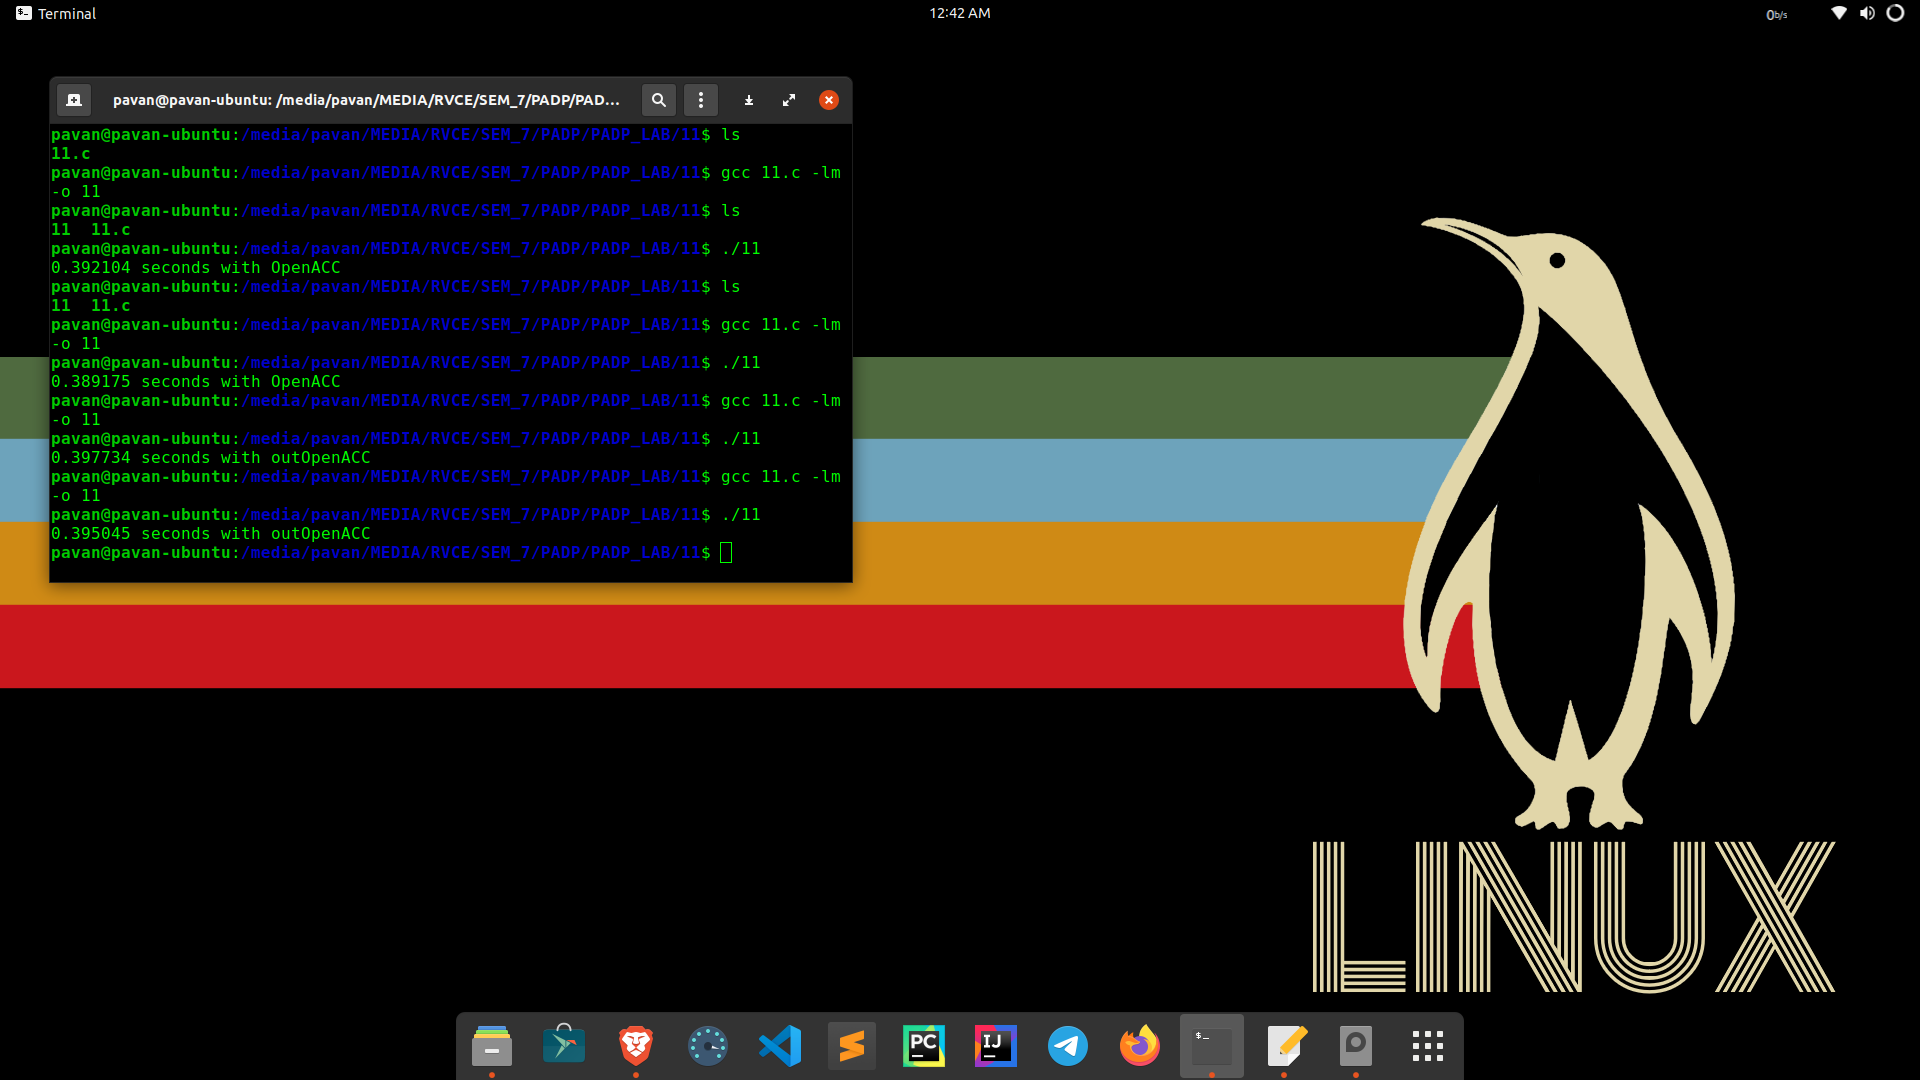 Terminal
12:42 AM
0b/s
pavan@pavan-ubuntu: /media/pavan/MEDIA/RVCE/SEM_7/PADP/PAD...
pavan@pavan-ubuntu:/media/pavan/MEDIA/RVCE/SEM_7/PADP/PADP_LAB/11$ ls
11.c
pavan@pavan-ubuntu:/media/pavan/MEDIA/RVCE/SEM_7/PADP/PADP_LAB/11$ gcc 11.c -lm
-o 11
pavan@pavan-ubuntu:/media/pavan/MEDIA/RVCE/SEM_7/PADP/PADP_LAB/11$ ls
11  11.c
pavan@pavan-ubuntu:/media/pavan/MEDIA/RVCE/SEM_7/PADP/PADP_LAB/11$ ./11
0.392104 seconds with OpenACC
pavan@pavan-ubuntu:/media/pavan/MEDIA/RVCE/SEM_7/PADP/PADP_LAB/11$ ls
11  11.c
pavan@pavan-ubuntu:/media/pavan/MEDIA/RVCE/SEM_7/PADP/PADP_LAB/11$ gcc 11.c -lm
-o 11
pavan@pavan-ubuntu:/media/pavan/MEDIA/RVCE/SEM_7/PADP/PADP_LAB/11$ ./11
0.389175 seconds with OpenACC
pavan@pavan-ubuntu:/media/pavan/MEDIA/RVCE/SEM_7/PADP/PADP_LAB/11$ gcc 11.c -lm
-o 11
pavan@pavan-ubuntu:/media/pavan/MEDIA/RVCE/SEM_7/PADP/PADP_LAB/11$ ./11
0.397734 seconds with outOpenACC
pavan@pavan-ubuntu:/media/pavan/MEDIA/RVCE/SEM_7/PADP/PADP_LAB/11$ gcc 11.c -lm
-o 11
pavan@pavan-ubuntu:/media/pavan/MEDIA/RVCE/SEM_7/PADP/PADP_LAB/11$ ./11
0.395045 seconds with outOpenACC
pavan@pavan-ubuntu:/media/pavan/MEDIA/RVCE/SEM_7/PADP/PADP_LAB/11$
LINUX
PC
IJ
$_